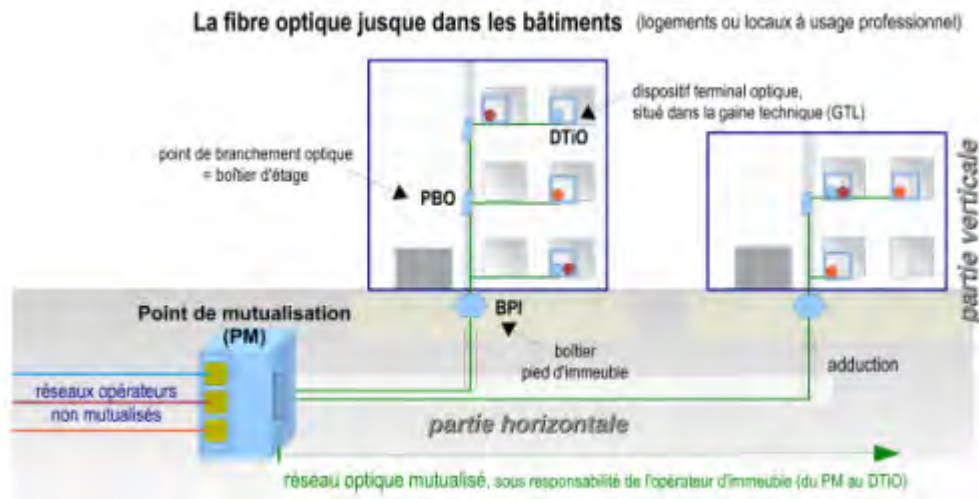 La fibre optique jusque dans les bâtiments (logements ou locaux à usage professionnel)
dispositif terminal optique,
situé dans la gaine technique (GTL)
DTiO
point de branchement optique
= boîtier d'étage
PBO
partie verticale
Point de mutualisation
(PM)
BPI
boîtier
pied d'immeuble
adduction
réseaux opérateurs
non mutualisés
partie horizontale
réseau optique mutualisé, sous responsabilité de l'opérateur d'immeuble (du PM au DTiO)